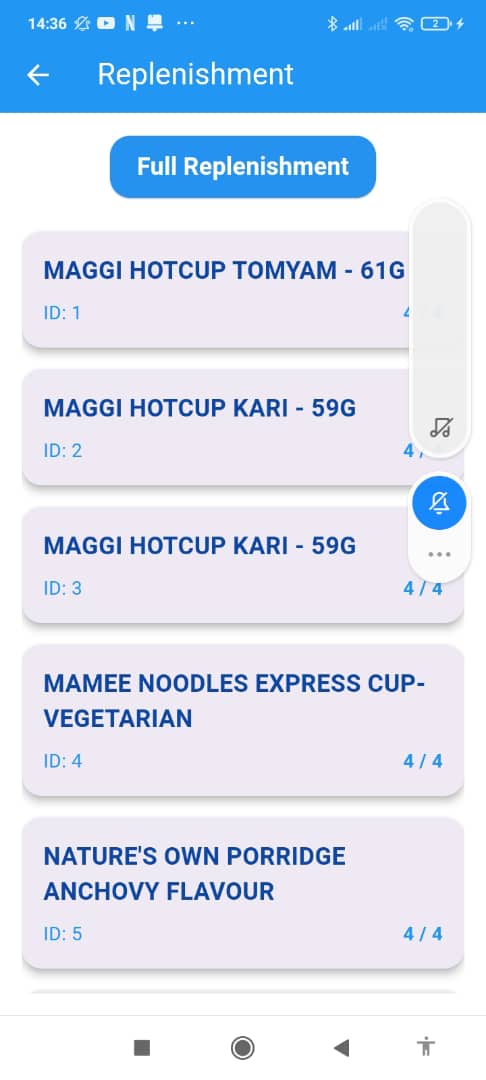 14:36
2
Replenishment
Full Replenishment
MAGGI HOTCUP TOMYAM - 61G
ID: 1
4 / 4
MAGGI HOTCUP KARI - 59G
ID: 2
4 /
MAGGI HOTCUP KARI - 59G
ID: 3
4 / 4
MAMEE NOODLES EXPRESS CUP-
VEGETARIAN
ID: 4
4 / 4
NATURE'S OWN PORRIDGE
ANCHOVY FLAVOUR
ID: 5
4 / 4